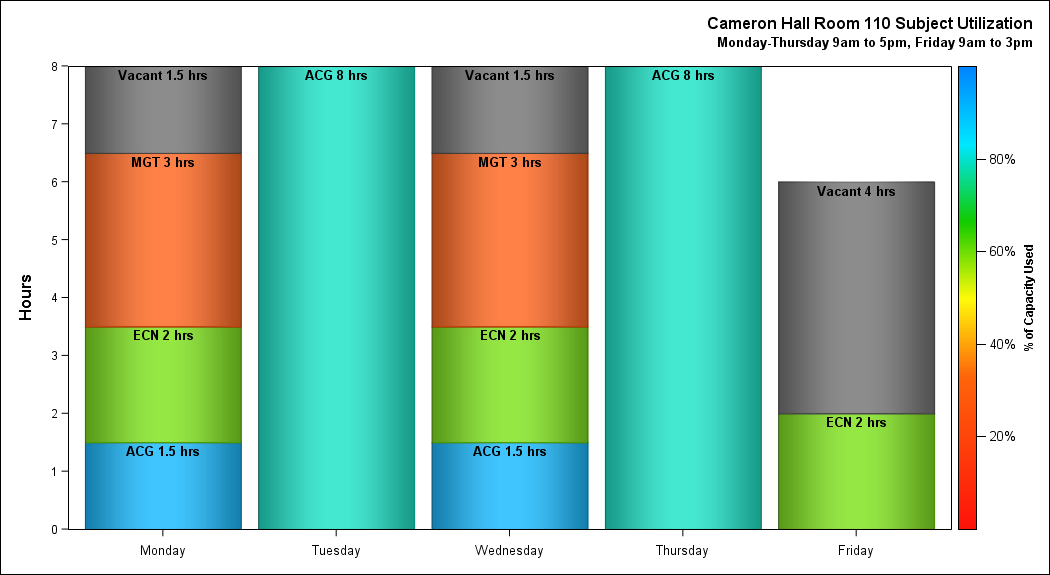 Cameron Hall Room 110 Subject Utilization
Monday-Thursday 9am to 5pm, Friday 9am to 3pm
Hours
8
7
6
5
4
3
2
1
0
Vacant 1.5 hrs
MGT 3 hrs
ECN 2 hrs
ACG 1.5 hrs
ACG 8 hrs
Vacant 1.5 hrs
MGT 3 hrs
ECN 2 hrs
ACG 1.5 hrs
ACG 8 hrs
Vacant 4 hrs
ECN 2 hrs
Monday
Tuesday
Wednesday
Thursday
Friday
80%
60%
40%
20%
% of Capacity Used